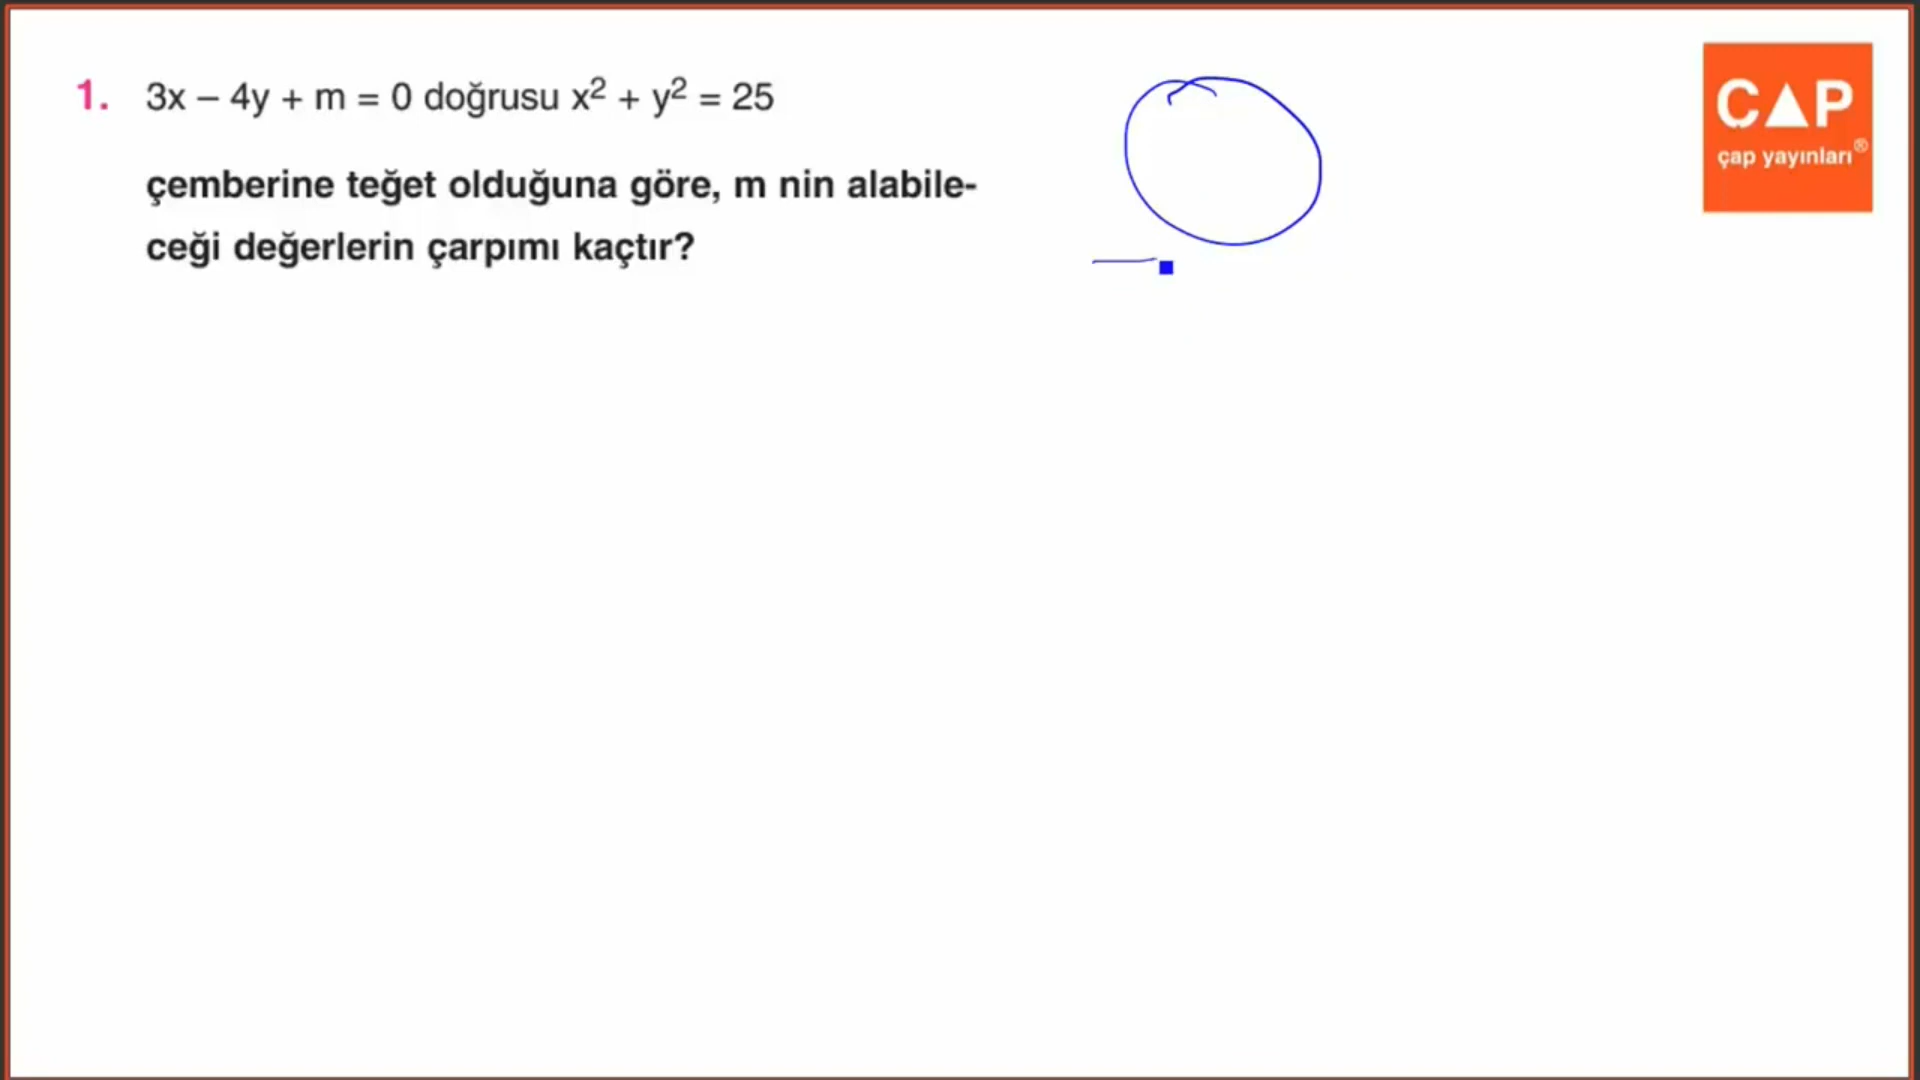 1. 3x – 4y + m = 0 doğrusu x² + y² = 25
çemberine teğet olduğuna göre, m nin alabile-
ceği değerlerin çarpımı kaçtır?
ÇAP
çap yayınları®